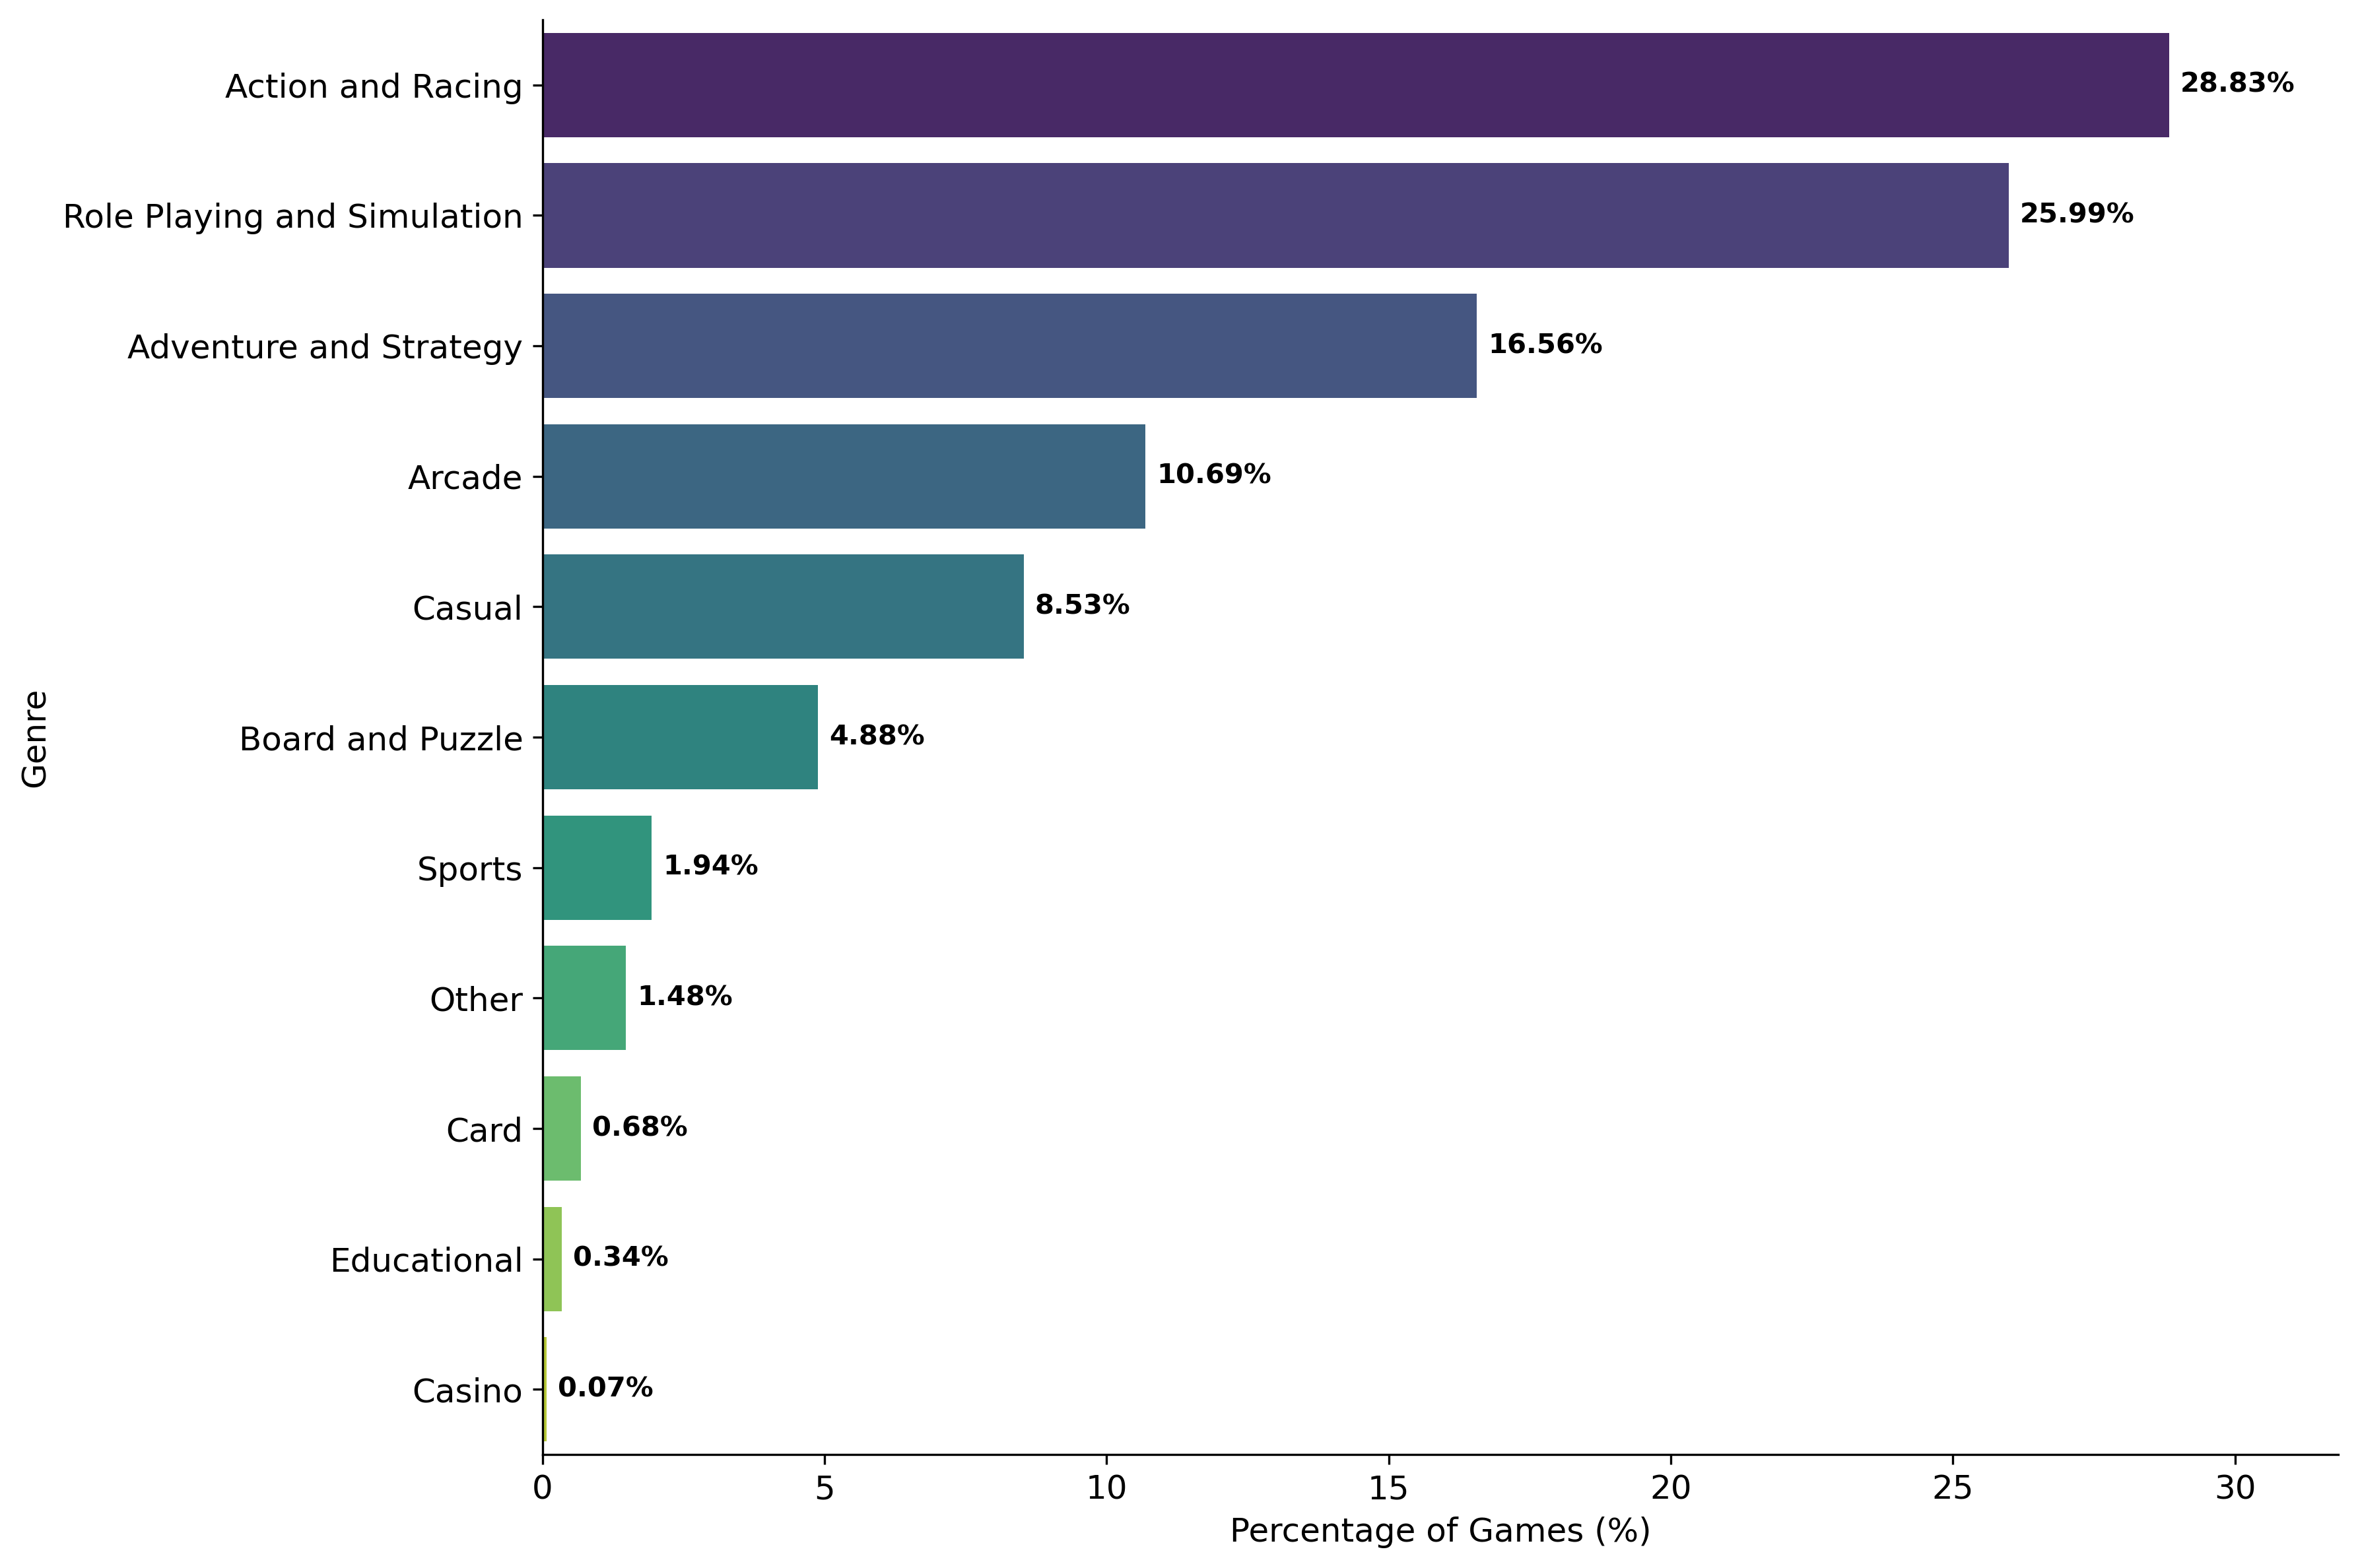 Action and Racing 28.83%
Role Playing and Simulation 25.99%
Adventure and Strategy 16.56%
Arcade 10.69%
Casual 8.53%
Board and Puzzle 4.88%
Genre
Sports 1.94%
Other 1.48%
Card 0.68%
Educational 0.34%
Casino 0.07%
0 5 10 15 20 25 30
Percentage of Games (%)